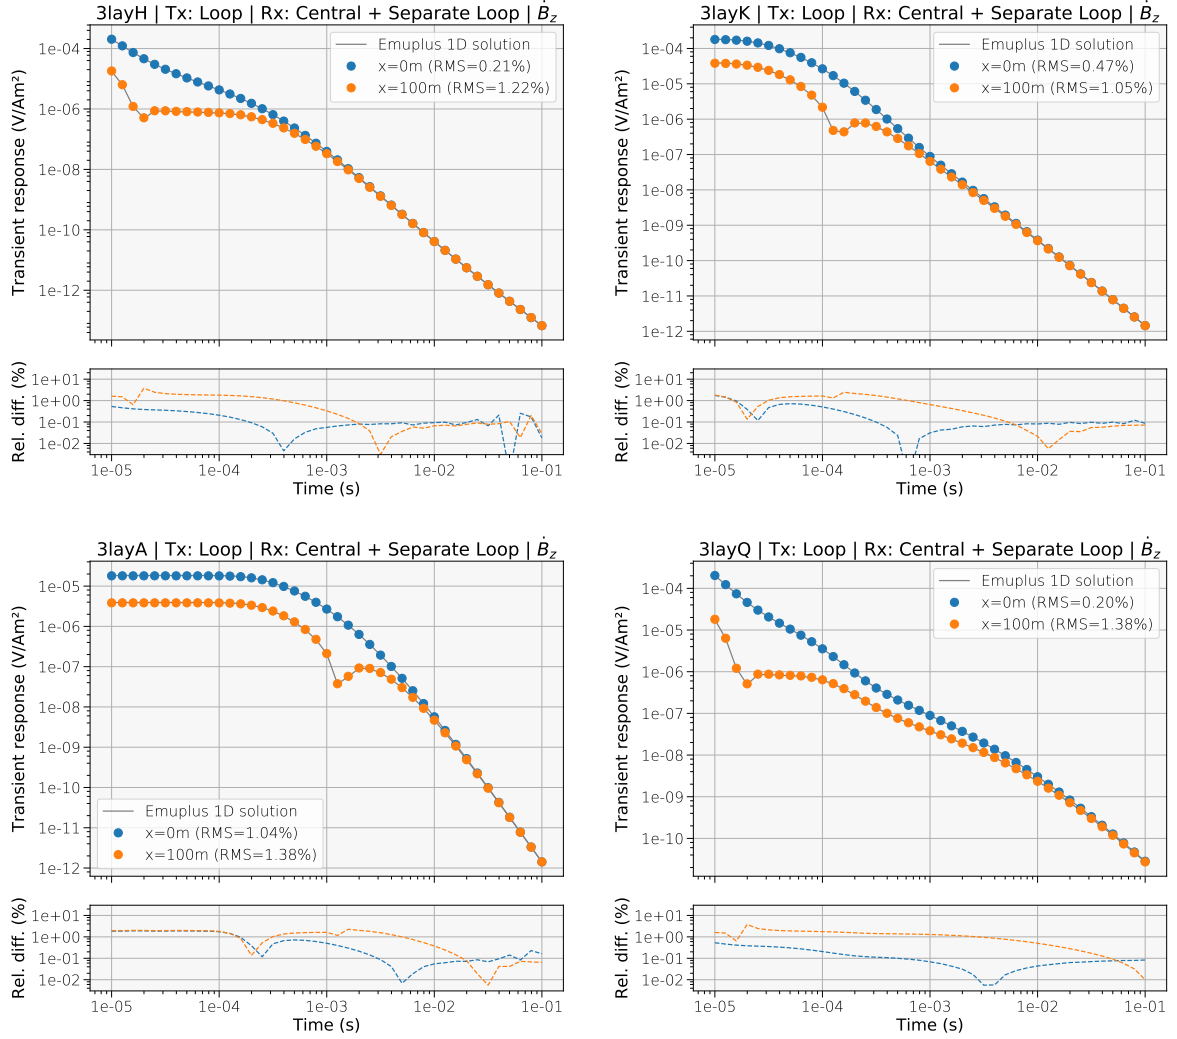 3layH | Tx: Loop | Rx: Central + Separate Loop | Ḃz
Transient response (V/Am²)
1e-04
1e-06
1e-08
1e-10
1e-12
Emuplus 1D solution
x=0m (RMS=0.21%)
x=100m (RMS=1.22%)
Rel. diff. (%)
1e+01
1e+00
1e-01
1e-02
1e-05
1e-04
1e-03
1e-02
1e-01
Time (s)
3layK | Tx: Loop | Rx: Central + Separate Loop | Ḃz
Transient response (V/Am²)
1e-04
1e-05
1e-06
1e-07
1e-08
1e-09
1e-10
1e-11
1e-12
Emuplus 1D solution
x=0m (RMS=0.47%)
x=100m (RMS=1.05%)
Rel. diff. (%)
1e+01
1e+00
1e-01
1e-02
1e-05
1e-04
1e-03
1e-02
1e-01
Time (s)
3layA | Tx: Loop | Rx: Central + Separate Loop | Ḃz
Transient response (V/Am²)
1e-05
1e-06
1e-07
1e-08
1e-09
1e-10
1e-11
1e-12
Emuplus 1D solution
x=0m (RMS=1.04%)
x=100m (RMS=1.38%)
Rel. diff. (%)
1e+01
1e+00
1e-01
1e-02
1e-05
1e-04
1e-03
1e-02
1e-01
Time (s)
3layQ | Tx: Loop | Rx: Central + Separate Loop | Ḃz
Transient response (V/Am²)
1e-04
1e-05
1e-06
1e-07
1e-08
1e-09
1e-10
Emuplus 1D solution
x=0m (RMS=0.20%)
x=100m (RMS=1.38%)
Rel. diff. (%)
1e+01
1e+00
1e-01
1e-02
1e-05
1e-04
1e-03
1e-02
1e-01
Time (s)